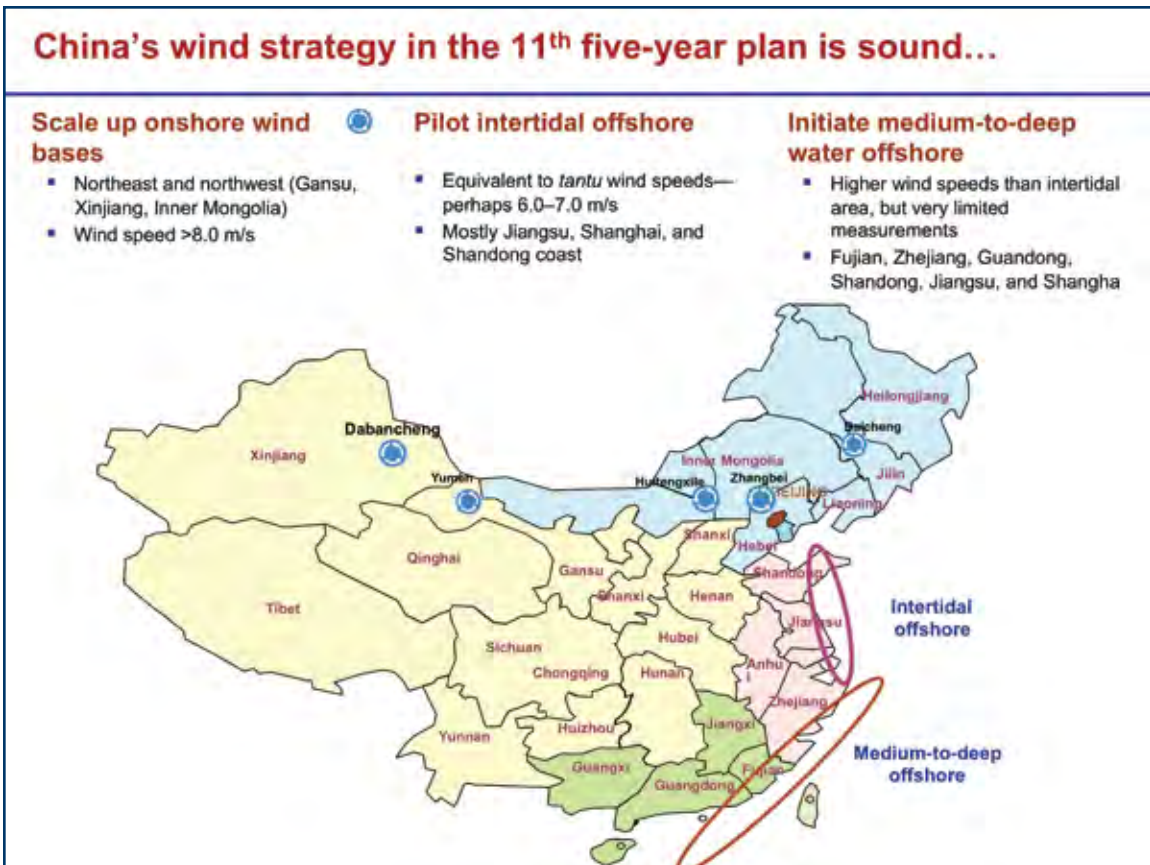 China's wind strategy in the 11th five-year plan is sound…
Scale up onshore wind
bases
▪ Northeast and northwest (Gansu,
Xinjiang, Inner Mongolia)
▪ Wind speed >8.0 m/s
Pilot intertidal offshore
▪ Equivalent to tantu wind speeds—
perhaps 6.0–7.0 m/s
▪ Mostly Jiangsu, Shanghai, and
Shandong coast
Initiate medium-to-deep
water offshore
▪ Higher wind speeds than intertidal
area, but very limited
measurements
▪ Fujian, Zhejiang, Guandong,
Shandong, Jiangsu, and Shangha
Heilongjiang
Dabancheng
Xinjiang
Jilin
Inner Mongolia
Yumen
Huitengxile
Zhangbei
EIJING
Liaoning
Shanxi
Hebei
Qinghai
Gansu
Shandong
Shanxi
Henan
Tibet
Jiangsu
Intertidal
offshore
Sichuan
Hubei
Chongqing
Hunan
Anhu
i
Zhejiang
Yunnan
Huizhou
Jiangxi
Medium-to-deep
offshore
Guangxi
Fujian
Guangdong